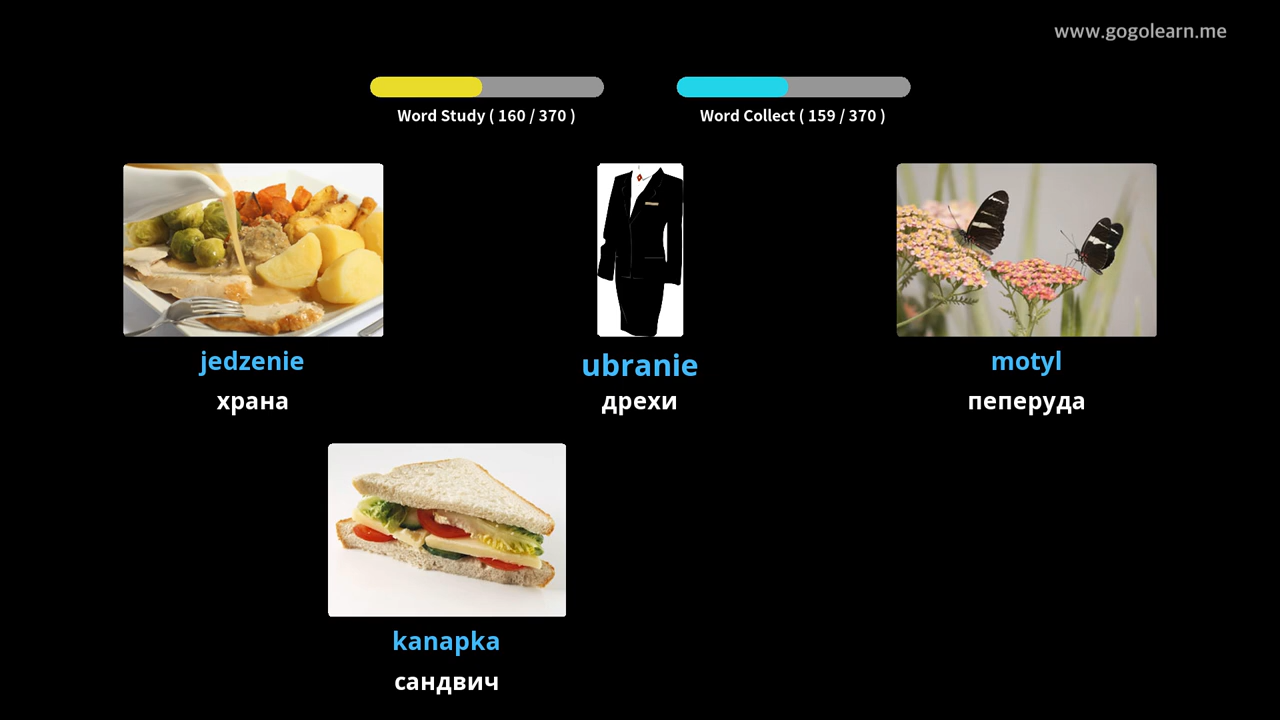 www.gogolearn.me
Word Study ( 160 / 370 )
Word Collect ( 159 / 370 )
jedzenie
ubranie
motyl
храна
дрехи
пеперуда
kanapka
сандвич